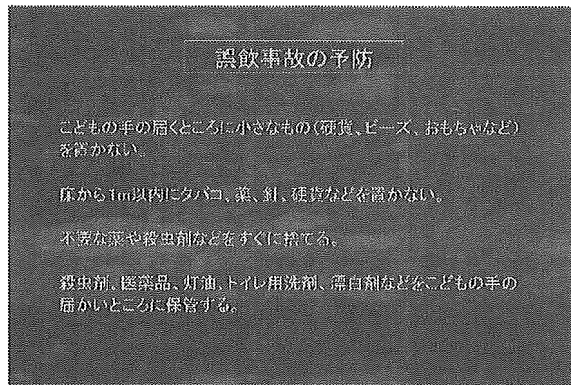 誤飲事故の予防
こどもの手の届くところに小さなもの(硬貨、ビーズ、おもちゃなど)
を置かない。
床から1m以内にタバコ、薬、針、硬貨などを置かない。
不要な薬や殺虫剤などをすぐに捨てる。
殺虫剤、医薬品、灯油、トイレ用洗剤、漂白剤などをこどもの手の
届かいところに保管する。